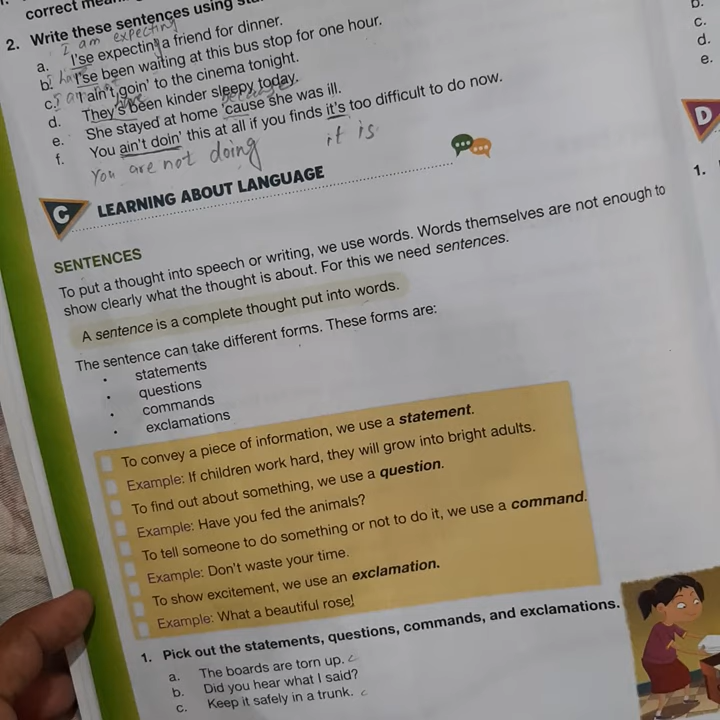 correct
2. Write these sentences using
I am expecting
a. I'se expecting a friend for dinner.
b. I'se been waiting at this bus stop for one hour.
c. I ain't goin' to the cinema tonight.
d. They's been kinder sleepy today.
because
e. She stayed at home 'cause she was ill.
f. You ain't doin' this at all if you finds it's too difficult to do now.
You are not doing it is
C LEARNING ABOUT LANGUAGE
SENTENCES
To put a thought into speech or writing, we use words. Words themselves are not enough to
show clearly what the thought is about. For this we need sentences.
A sentence is a complete thought put into words.
The sentence can take different forms. These forms are:
• statements
• questions
• commands
• exclamations
To convey a piece of information, we use a statement.
Example: If children work hard, they will grow into bright adults.
To find out about something, we use a question.
Example: Have you fed the animals?
To tell someone to do something or not to do it, we use a command.
Example: Don't waste your time.
To show excitement, we use an exclamation.
Example: What a beautiful rose!
1. Pick out the statements, questions, commands, and exclamations.
a. The boards are torn up.
b. Did you hear what I said?
c. Keep it safely in a trunk.
b.
c.
d.
e.
D
1.